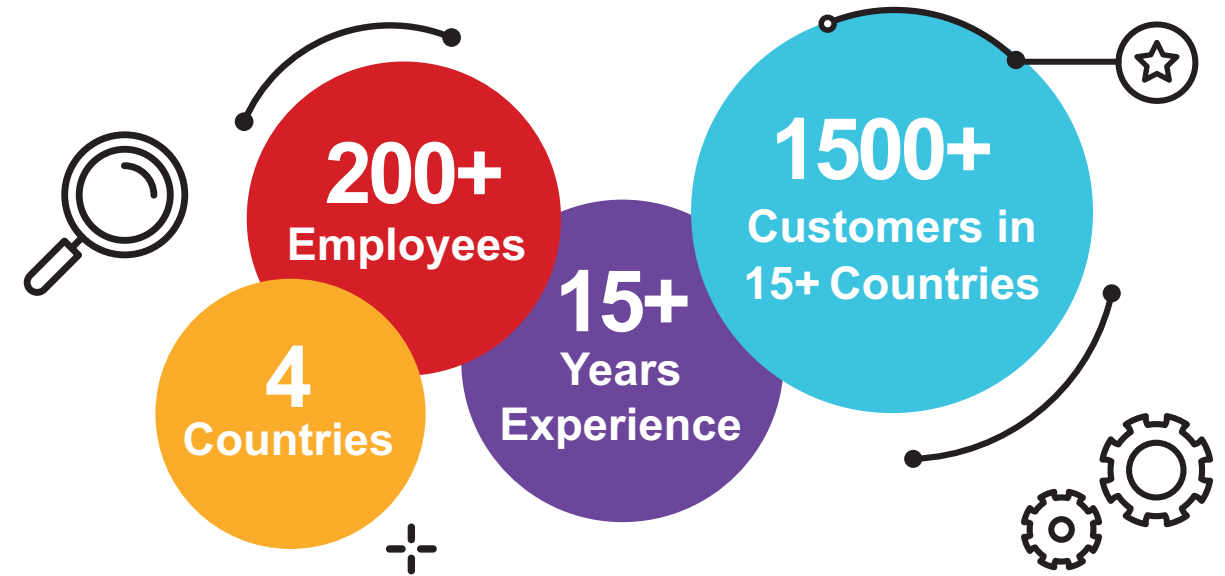 200+
Employees
4
Countries
15+
Years
Experience
1500+
Customers in
15+ Countries